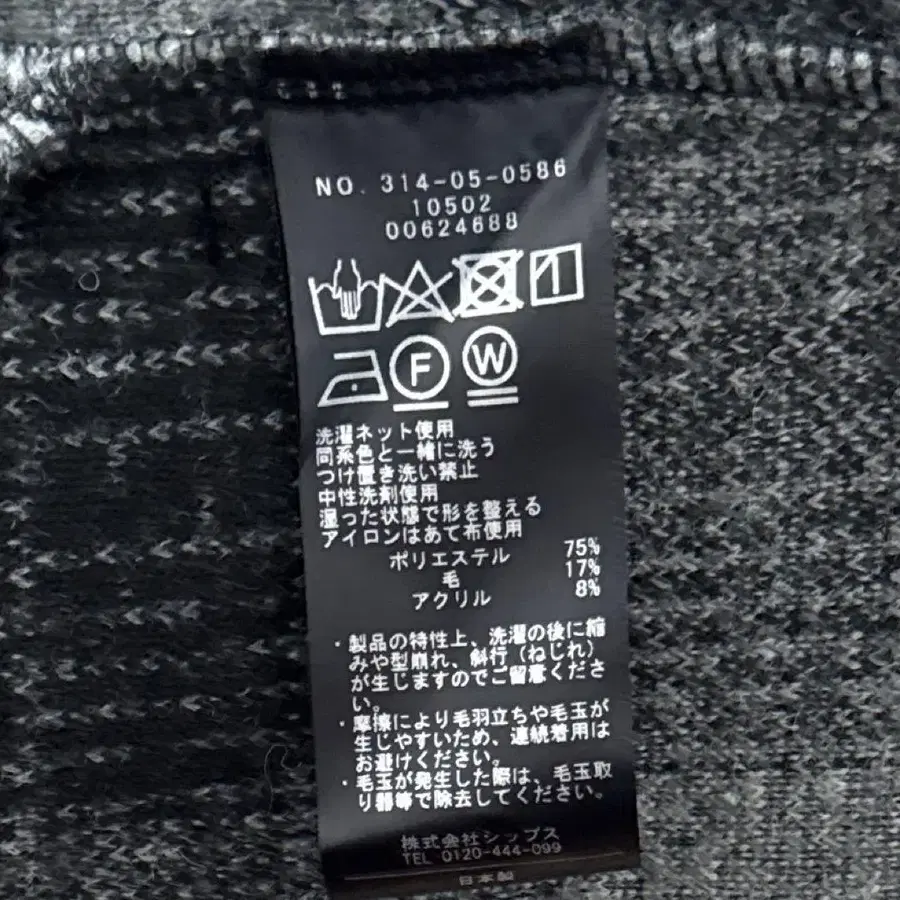 NO. 314-05-0586
10502
00624688
F W
洗濯ネット使用
同系色と一緒に洗う
つけ置き洗い禁止
中性洗剤使用
湿った状態で形を整える
アイロンはあて布使用
ポリエステル 75%
毛 17%
アクリル 8%
・製品の特性上、洗濯の後に縮
みや型崩れ、斜行(ねじれ)
が生じますのでご留意くださ
い。
・摩擦により毛羽立ちや毛玉が
生じやすいため、連続着用は
お避けください。
・毛玉が発生した際は、毛玉取
り器等で除去してください。
株式会社シップス
TEL 0120-444-099
日本製